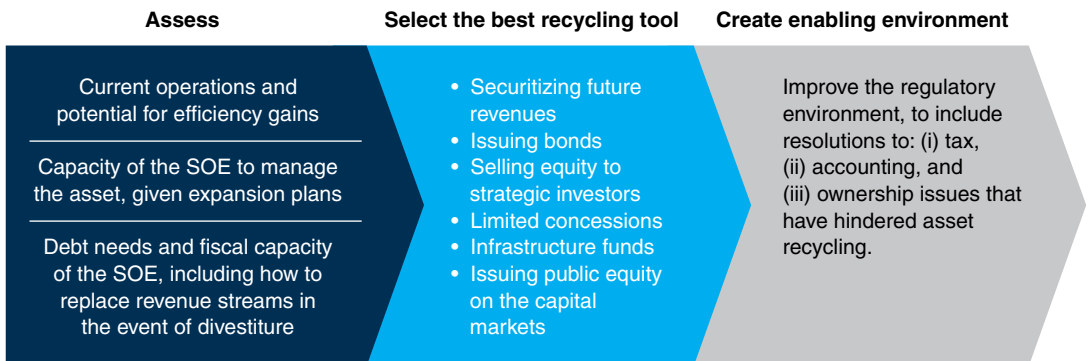 Assess
Current operations and
potential for efficiency gains
Capacity of the SOE to manage
the asset, given expansion plans
Debt needs and fiscal capacity
of the SOE, including how to
replace revenue streams in
the event of divestiture
Select the best recycling tool
• Securitizing future
revenues
• Issuing bonds
• Selling equity to
strategic investors
• Limited concessions
• Infrastructure funds
• Issuing public equity
on the capital
markets
Create enabling environment
Improve the regulatory
environment, to include
resolutions to: (i) tax,
(ii) accounting, and
(iii) ownership issues that
have hindered asset
recycling.